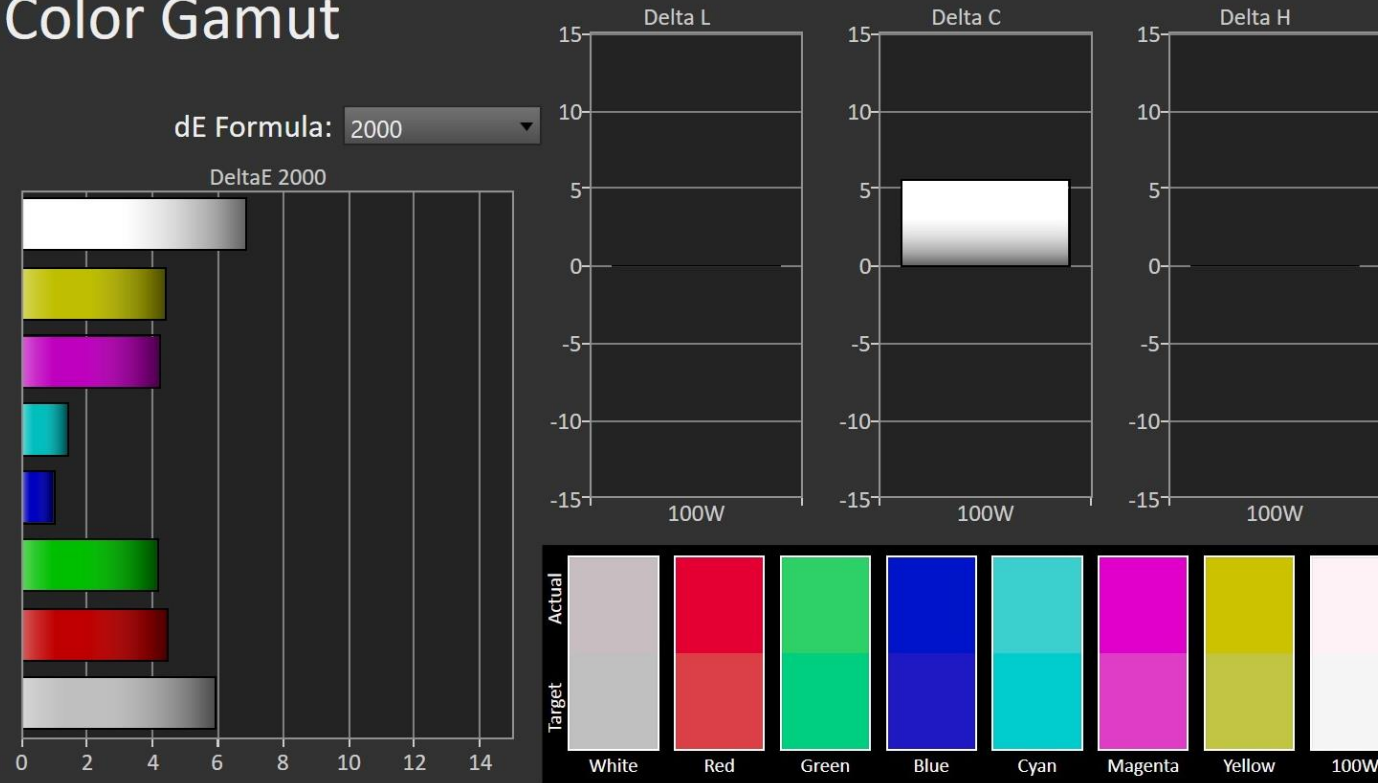 Color Gamut
dE Formula: 2000
DeltaE 2000
0 2 4 6 8 10 12 14
Delta L
15
10
5
0
-5
-10
-15
100W
Delta C
15
10
5
0
-5
-10
-15
100W
Delta H
15
10
5
0
-5
-10
-15
100W
Actual
Target
White Red Green Blue Cyan Magenta Yellow 100W